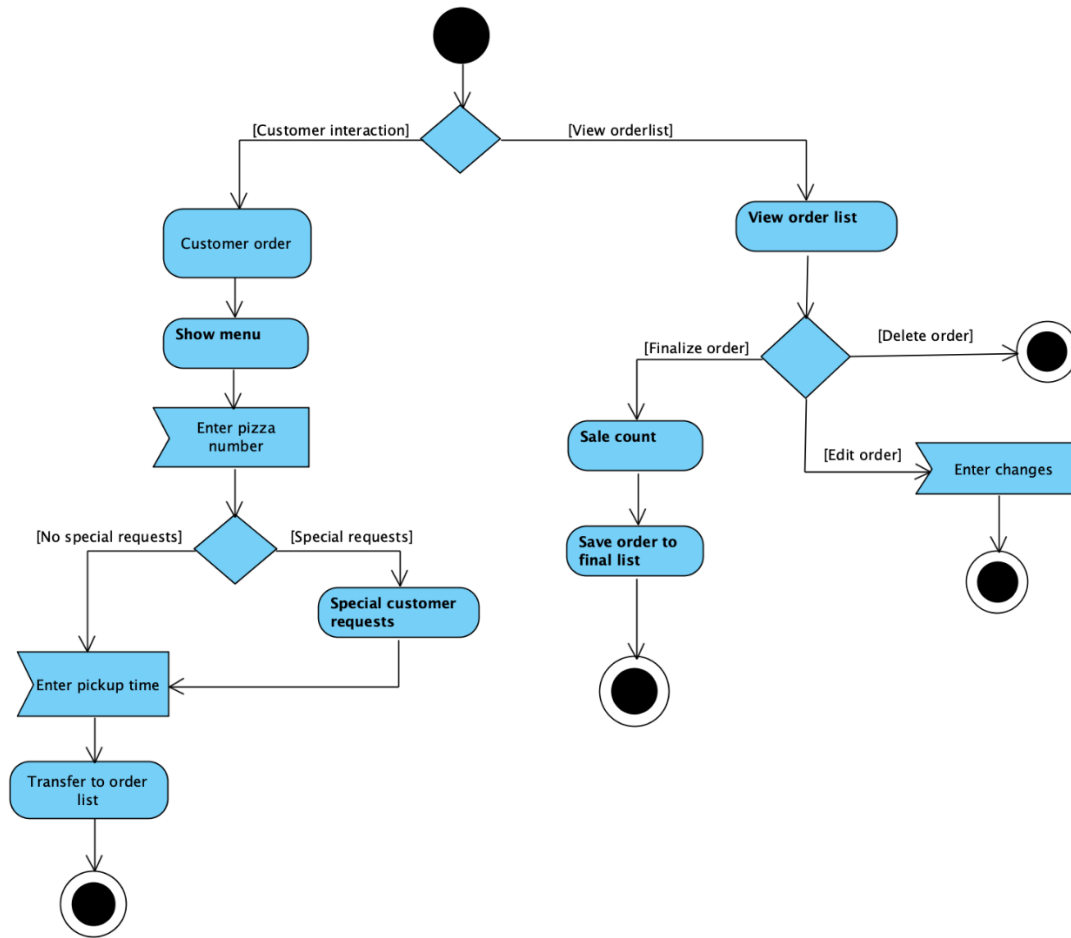 [Customer interaction]
[View orderlist]
Customer order
View order list
Show menu
[Finalize order]
[Delete order]
Enter pizza
number
Sale count
[Edit order]
Enter changes
[No special requests]
[Special requests]
Save order to
final list
Special customer
requests
Enter pickup time
Transfer to order
list